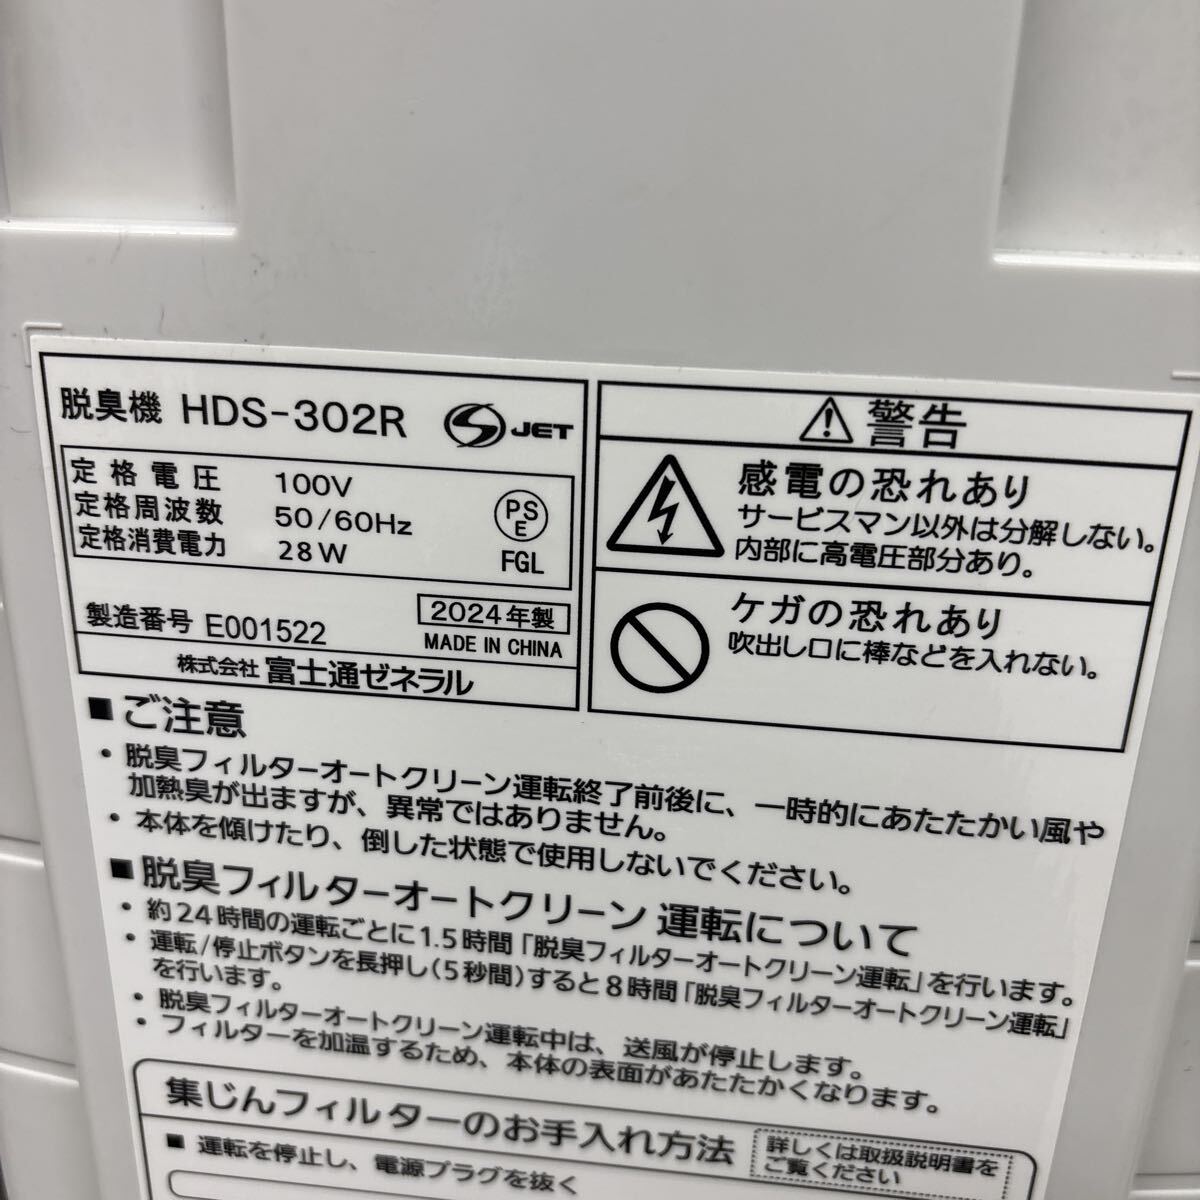 脱臭機 HDS-302R
S JET
定格電圧 100V
定格周波数 50/60Hz
定格消費電力 28W
PSE
FGL
製造番号 E001522
2024年製
MADE IN CHINA
株式会社 富士通ゼネラル
警告
感電の恐れあり
サービスマン以外は分解しない。
内部に高電圧部分あり。
ケガの恐れあり
吹出し口に棒などを入れない。
■ご注意
・脱臭フィルターオートクリーン運転終了前後に、一時的にあたたかい風や
加熱臭が出ますが、異常ではありません。
・本体を傾けたり、倒した状態で使用しないでください。
■脱臭フィルターオートクリーン運転について
・約24時間の運転ごとに1.5時間「脱臭フィルターオートクリーン運転」を行います。
・運転/停止ボタンを長押し(5秒間)すると8時間「脱臭フィルターオートクリーン運転」
を行います。
・脱臭フィルターオートクリーン運転中は、送風が停止します。
・フィルターを加温するため、本体の表面があたたかくなります。
集じんフィルターのお手入れ方法
詳しくは取扱説明書を
ご覧ください
■ 運転を停止し、電源プラグを抜く